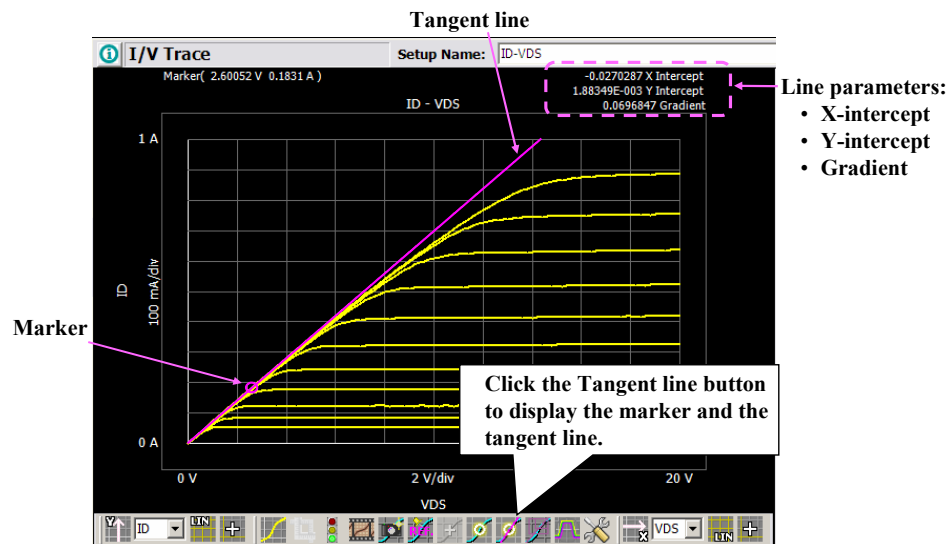 Tangent line
I/V Trace
Setup Name: ID-VDS
Marker( 2.60052 V 0.1831 A )
-0.0270287 X Intercept
1.88349E-003 Y Intercept
0.0696847 Gradient
ID - VDS
Line parameters:
• X-intercept
• Y-intercept
• Gradient
1 A
ID
100 mA/div
Marker
Click the Tangent line button
to display the marker and the
tangent line.
0 A
0 V
2 V/div
20 V
VDS
Y ID LIN
X VDS LIN